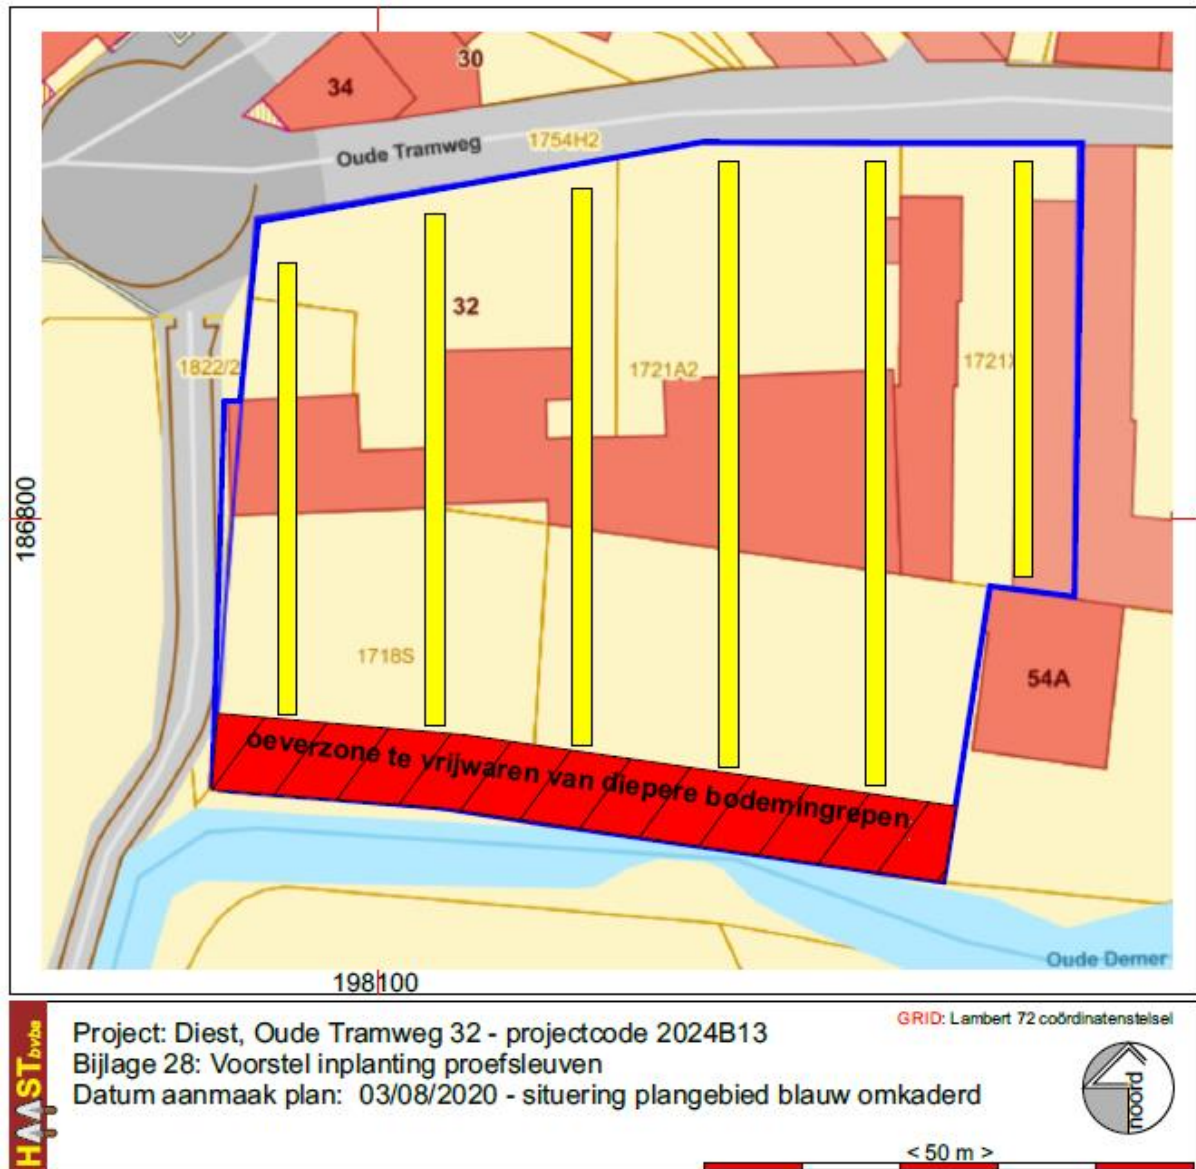 30
34
Oude Tramweg
1754H2
32
1822/2
1721A2
1721
186800
1718S
54A
oeverzone te vrijwaren van diepere bodemingrepen
Oude Demer
198100
HAAST bvba
Project: Diest, Oude Tramweg 32 - projectcode 2024B13
GRID: Lambert 72 coördinatenstelsel
Bijlage 28: Voorstel inplanting proefsleuven
Datum aanmaak plan: 03/08/2020 - situering plangebied blauw omkaderd
noord
< 50 m >